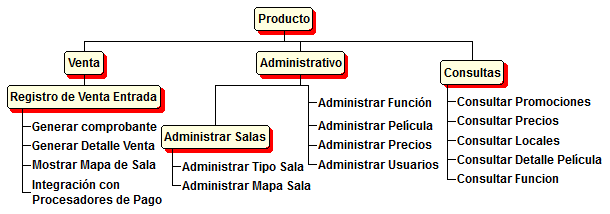 Producto
Venta
Registro de Venta Entrada
Generar comprobante
Generar Detalle Venta
Mostrar Mapa de Sala
Integración con
Procesadores de Pago
Administrativo
Administrar Salas
Administrar Tipo Sala
Administrar Mapa Sala
Administrar Función
Administrar Película
Administrar Precios
Administrar Usuarios
Consultas
Consultar Promociones
Consultar Precios
Consultar Locales
Consultar Detalle Película
Consultar Funcion